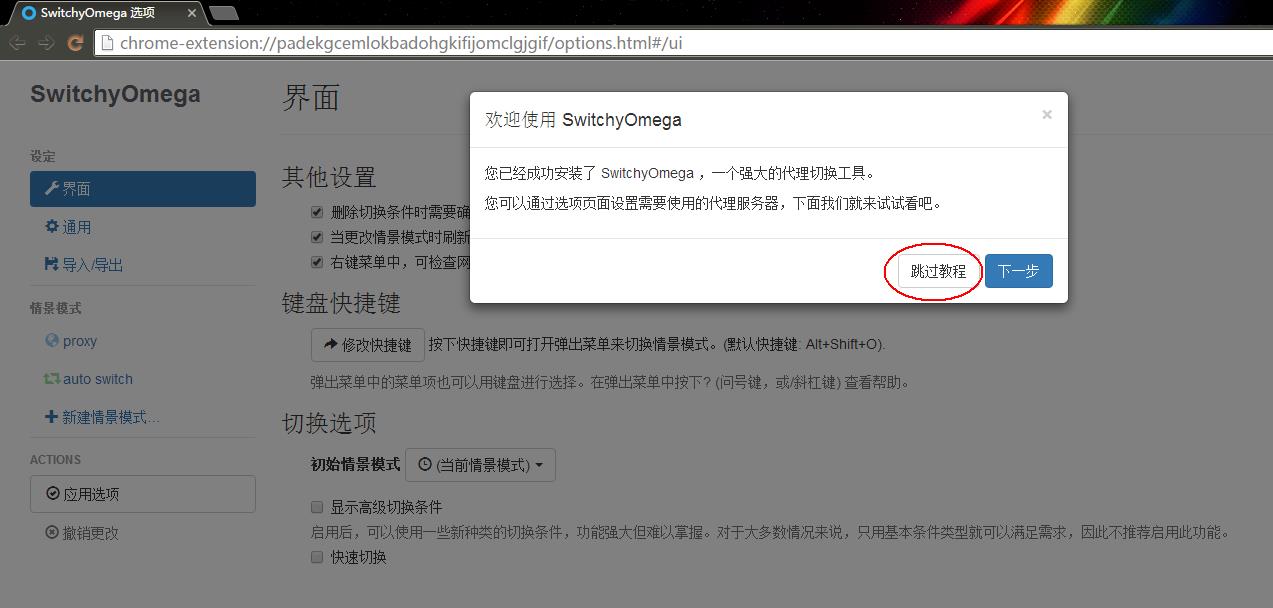 SwitchyOmega 选项
chrome-extension://padekgcemlokbadohgkifijomclgjgif/options.html#/ui
SwitchyOmega
设定
界面
通用
导入/导出
情景模式
proxy
auto switch
新建情景模式...
ACTIONS
应用选项
撤销更改
界面
其他设置
删除切换条件时需要确
当更改情景模式时刷新
右键菜单中，可检查网
键盘快捷键
修改快捷键 按下快捷键即可打开弹出菜单来切换情景模式。(默认快捷键: Alt+Shift+O).
弹出菜单中的菜单项也可以用键盘进行选择。在弹出菜单中按下? (问号键，或/斜杠键) 查看帮助。
切换选项
初始情景模式 (当前情景模式)
显示高级切换条件
启用后，可以使用一些新种类的切换条件，功能强大但难以掌握。对于大多数情况来说，只用基本条件类型就可以满足需求，因此不推荐启用此功能。
快速切换
欢迎使用 SwitchyOmega
×
您已经成功安装了 SwitchyOmega ，一个强大的代理切换工具。
您可以通过选项页面设置需要使用的代理服务器，下面我们就来试试看吧。
跳过教程 下一步